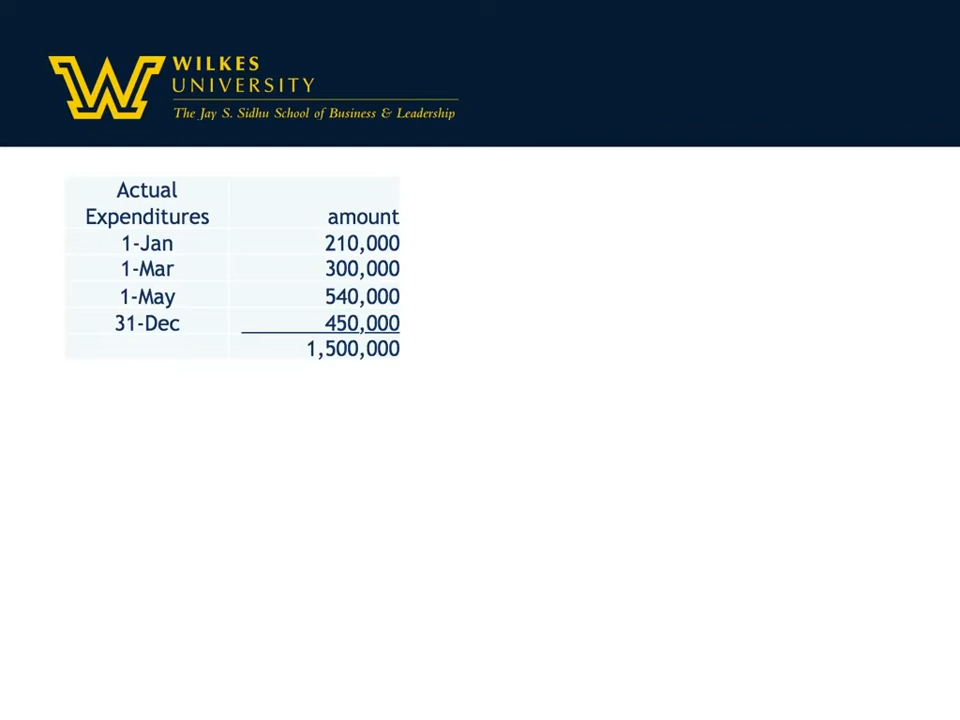 WILKES
UNIVERSITY
The Jay S. Sidhu School of Business & Leadership
Actual
Expenditures amount
1-Jan 210,000
1-Mar 300,000
1-May 540,000
31-Dec 450,000
1,500,000